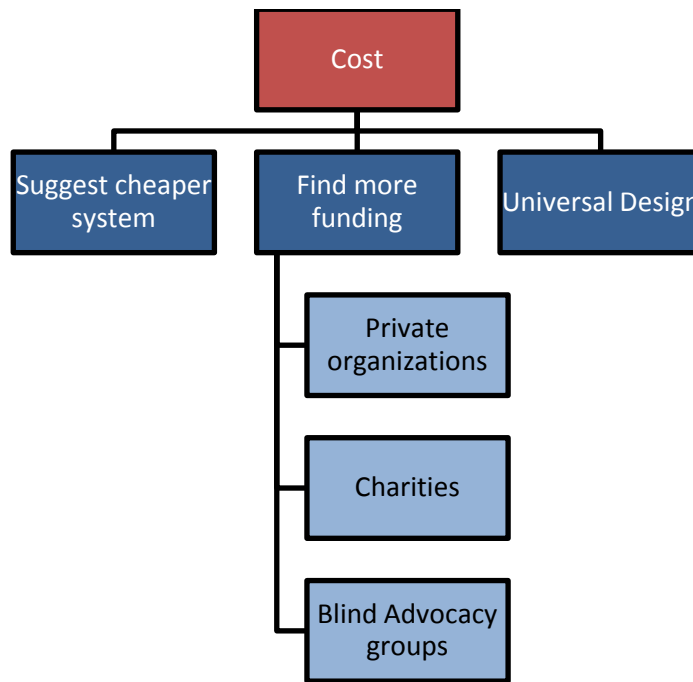 Cost
Suggest cheaper
system
Find more
funding
Universal Design
Private
organizations
Charities
Blind Advocacy
groups